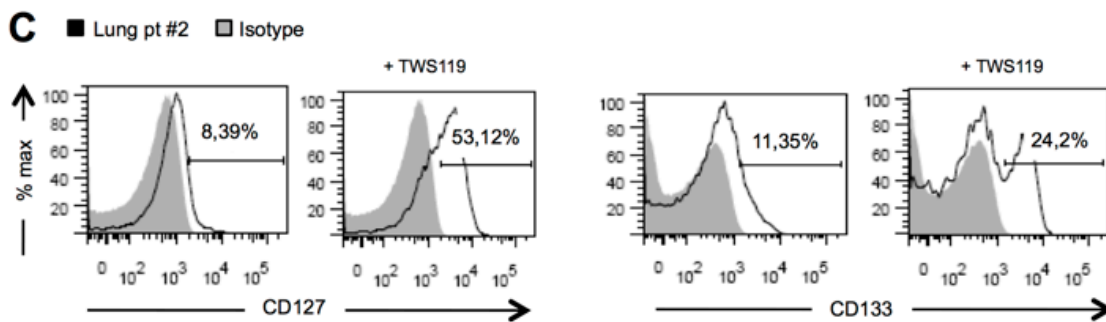 C Lung pt #2 Isotype
+ TWS119 + TWS119
% max
100 80 60 40 20 8,39% 0 10² 10³ 10⁴ 10⁵
100 80 60 40 20 53,12% 0 10² 10³ 10⁴ 10⁵
CD127
100 80 60 40 20 11,35% 0 10² 10³ 10⁴ 10⁵
100 80 60 40 20 24,2% 0 10² 10³ 10⁴ 10⁵
CD133